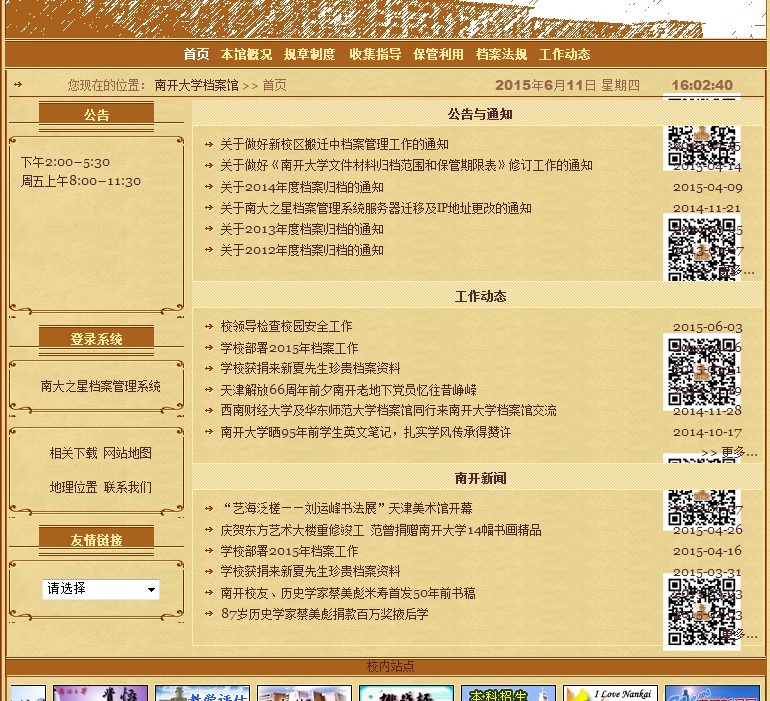 首页 本馆概况 规章制度 收集指导 保管利用 档案法规 工作动态
您现在的位置： 南开大学档案馆 >> 首页 2015年6月11日 星期四 16:02:40
公告
下午2:00–5:30
周五上午8:00–11:30
登录系统
南大之星档案管理系统
相关下载 网站地图
地理位置 联系我们
友情链接
请选择
公告与通知
关于做好新校区搬迁中档案管理工作的通知
关于做好《南开大学文件材料归档范围和保管期限表》修订工作的通知 2015-04-14
关于2014年度档案归档的通知 2015-04-09
关于南大之星档案管理系统服务器迁移及IP地址更改的通知 2014-11-21
关于2013年度档案归档的通知
关于2012年度档案归档的通知
更多...
工作动态
校领导检查校园安全工作 2015-06-03
学校部署2015年档案工作
学校获捐来新夏先生珍贵档案资料
天津解放66周年前夕南开老地下党员忆往昔峥嵘
西南财经大学及华东师范大学档案馆同行来南开大学档案馆交流 2014-11-28
南开大学晒95年前学生英文笔记，扎实学风传承得赞许 2014-10-17
>> 更多...
南开新闻
“艺海泛槎－－刘运峰书法展”天津美术馆开幕
庆贺东方艺术大楼重修竣工 范曾捐赠南开大学14幅书画精品 2015-04-26
学校部署2015年档案工作 2015-04-16
学校获捐来新夏先生珍贵档案资料 2015-03-31
南开校友、历史学家蔡美彪米寿首发50年前书稿
87岁历史学家蔡美彪捐款百万奖掖后学
更多...
校内站点
教学评估 挑战杯 本科招生 I Love Nankai